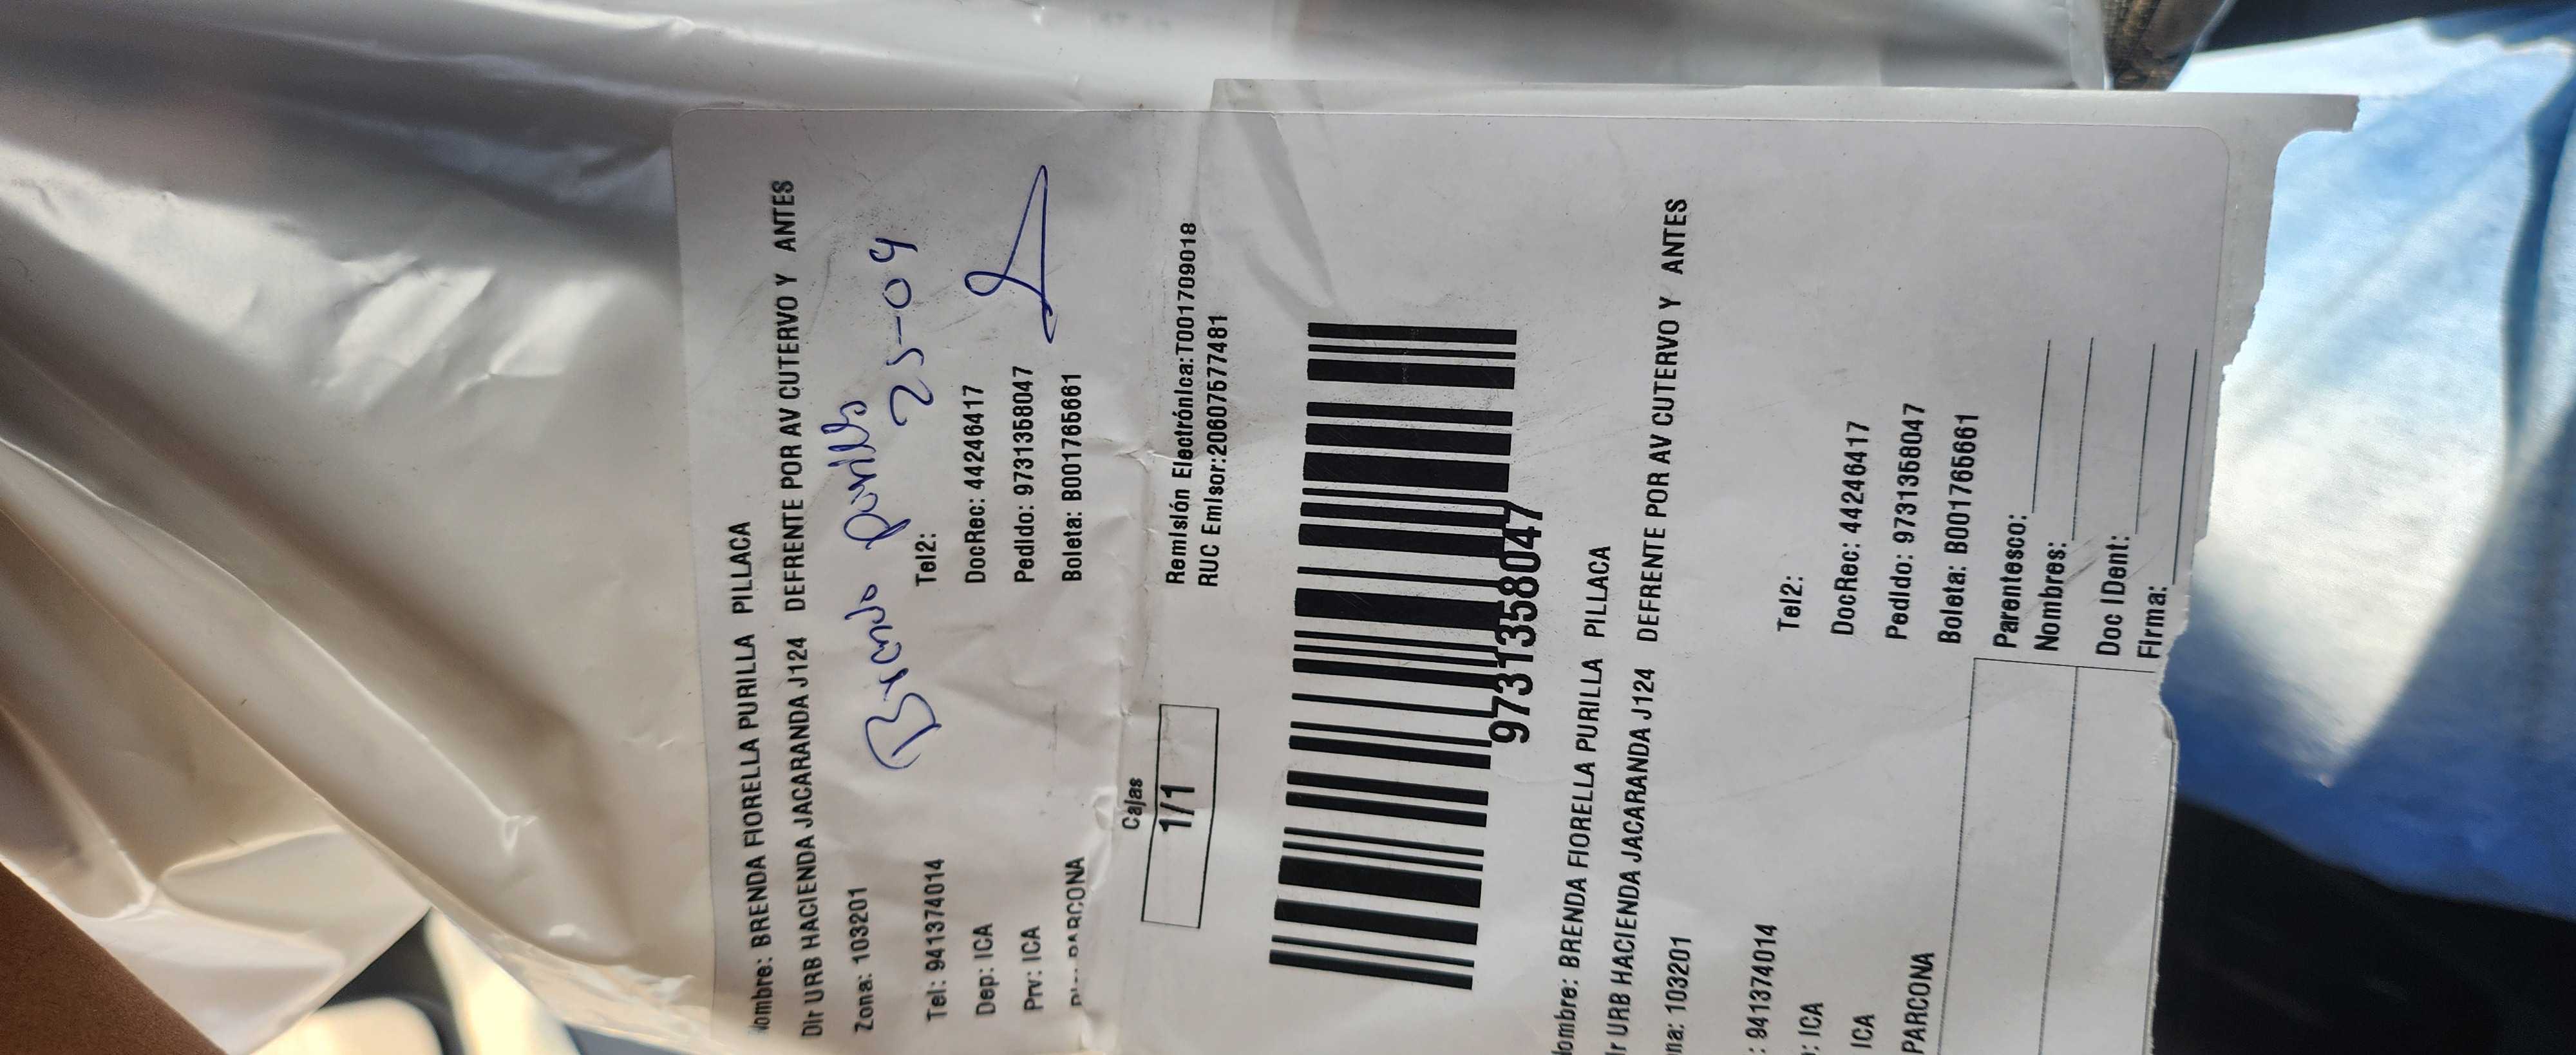 ombre: BRENDA FIORELLA PURILLA PILLACA
Dir URB HACIENDA JACARANDA J124 DEFRENTE POR AV CUTERVO Y ANTES
Zona: 103201
Brenda Purilla
25-04
Tel: 941374014 Tel2:
Dep: ICA DocRec: 44246417
Prv: ICA Pedido: 9731358047
PARCONA Boleta: B001765661
Cajas
1/1
Remisión Electrónica:T001709018
RUC Emisor:20607577481
9731358047
ombre: BRENDA FIORELLA PURILLA PILLACA
r URB HACIENDA JACARANDA J124 DEFRENTE POR AV CUTERVO Y ANTES
na: 103201
: 941374014 Tel2:
: ICA DocRec: 44246417
ICA Pedido: 9731358047
PARCONA Boleta: B001765661
Parentesco:
Nombres:
Doc IDent:
Firma: